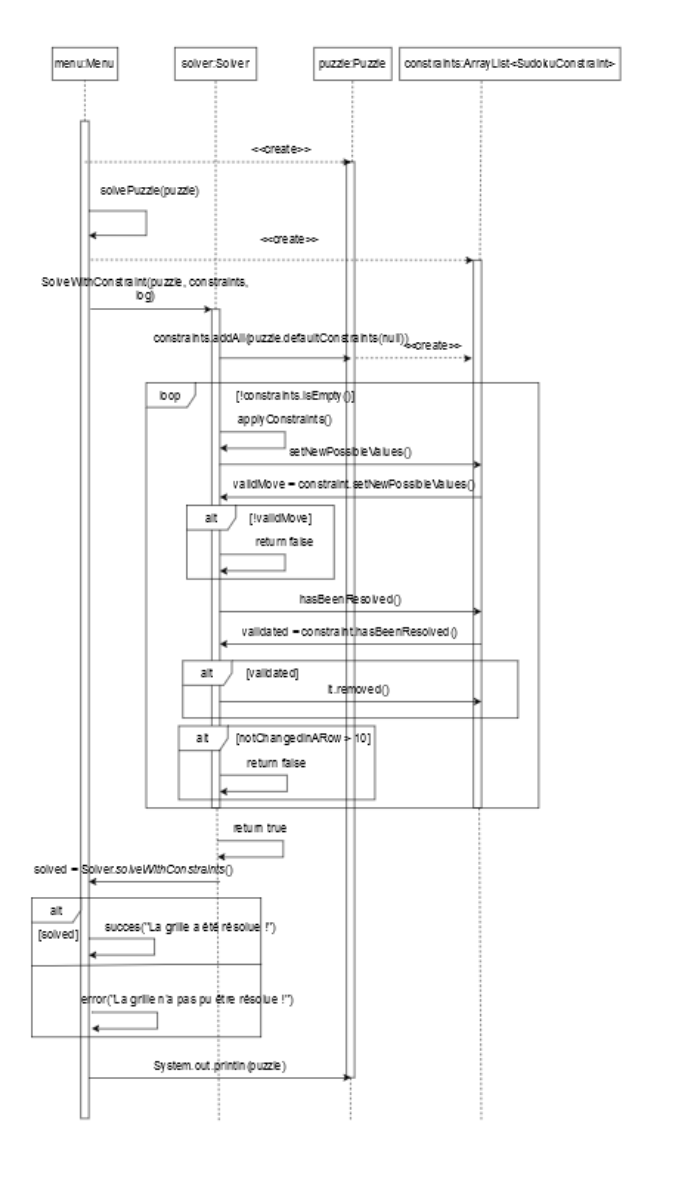 menu:Menu
solver:Solver
puzzle:Puzzle
constraints:ArrayList<SudokuConstraint>
<<create>>
solvePuzzle(puzzle)
<<create>>
SolveWithConstraint(puzzle, constraints,
log)
constraints.addAll(puzzle.defaultConstraints(null))
<<create>>
loop
[!constraints.isEmpty()]
applyConstraints()
setNewPossibleValues()
validMove = constraint.setNewPossibleValues()
alt
[!validMove]
return false
hasBeenResolved()
validated = constraint.hasBeenResolved()
alt
[validated]
it.removed()
alt
[notChangedInARow > 10]
return false
return true
solved = Solver.solveWithConstraints()
alt
[solved]
succes("La grille a été résolue !")
error("La grille n'a pas pu être résolue !")
System.out.println(puzzle)